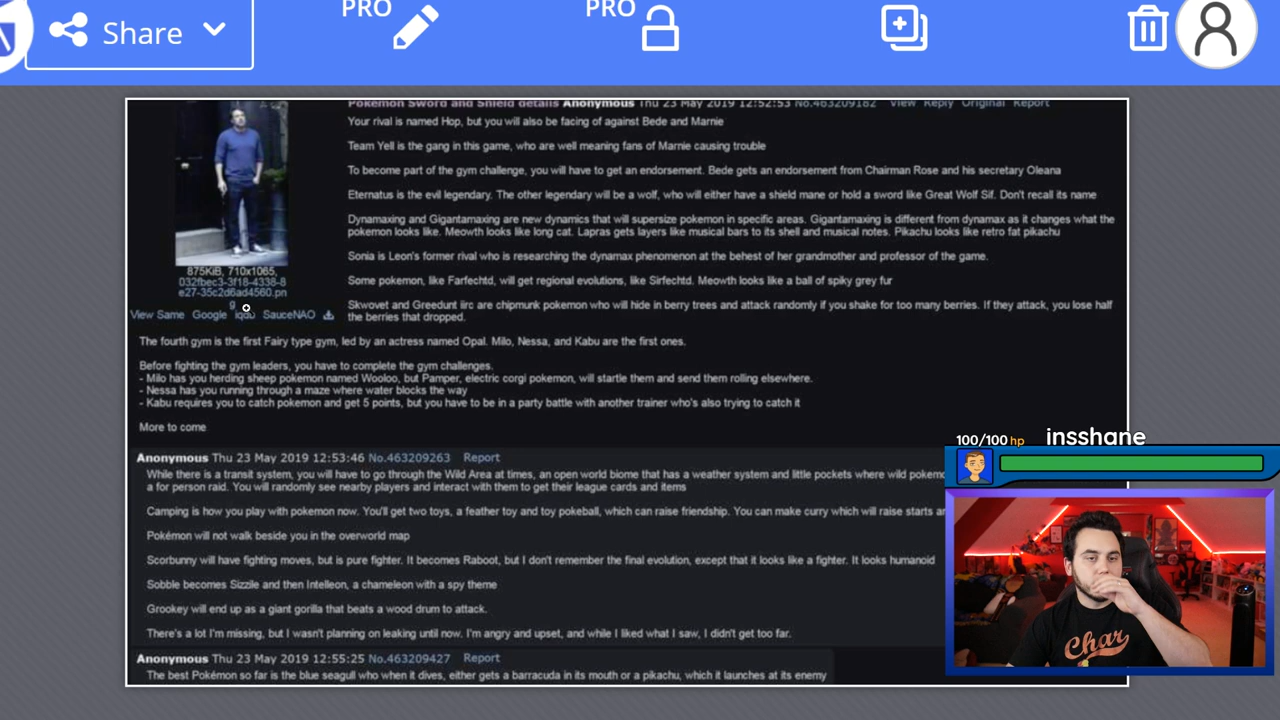 PRO
PRO
Share
Pokemon Sword and Shield details Anonymous Thu 23 May 2019 12:52:53 No.463209182 View Reply Original Report
Your rival is named Hop, but you will also be facing of against Bede and Marnie
Team Yell is the gang in this game, who are well meaning fans of Marnie causing trouble
To become part of the gym challenge, you will have to get an endorsement. Bede gets an endorsement from Chairman Rose and his secretary Oleana
Eternatus is the evil legendary. The other legendary will be a wolf, who will either have a shield mane or hold a sword like Great Wolf Sif. Don't recall its name
Dynamaxing and Gigantamaxing are new dynamics that will supersize pokemon in specific areas. Gigantamaxing is different from dynamax as it changes what the
pokemon looks like. Meowth looks like long cat. Lapras gets layers like musical bars to its shell and musical notes. Pikachu looks like retro fat pikachu
Sonia is Leon's former rival who is researching the dynamax phenomenon at the behest of her grandmother and professor of the game.
Some pokemon, like Farfechtd, will get regional evolutions, like Sirfechtd. Meowth looks like a ball of spiky grey fur
Skwovet and Greedunt iirc are chipmunk pokemon who will hide in berry trees and attack randomly if you shake for too many berries. If they attack, you lose half
the berries that dropped.
875KiB, 710x1065,
032fbec3-3f18-4338-8
e27-35c2d6ad4560.pn
g
View Same Google iqdb SauceNAO
The fourth gym is the first Fairy type gym, led by an actress named Opal. Milo, Nessa, and Kabu are the first ones.
Before fighting the gym leaders, you have to complete the gym challenges.
- Milo has you herding sheep pokemon named Wooloo, but Pamper, electric corgi pokemon, will startle them and send them rolling elsewhere.
- Nessa has you running through a maze where water blocks the way
- Kabu requires you to catch pokemon and get 5 points, but you have to be in a party battle with another trainer who's also trying to catch it
More to come
Anonymous Thu 23 May 2019 12:53:46 No.463209263 Report
While there is a transit system, you will have to go through the Wild Area at times, an open world biome that has a weather system and little pockets where wild pokemo
a for person raid. You will randomly see nearby players and interact with them to get their league cards and items
Camping is how you play with pokemon now. You'll get two toys, a feather toy and toy pokeball, which can raise friendship. You can make curry which will raise starts an
Pokémon will not walk beside you in the overworld map
Scorbunny will have fighting moves, but is pure fighter. It becomes Raboot, but I don't remember the final evolution, except that it looks like a fighter. It looks humanoid
Sobble becomes Sizzile and then Intelleon, a chameleon with a spy theme
Grookey will end up as a giant gorilla that beats a wood drum to attack.
There's a lot I'm missing, but I wasn't planning on leaking until now. I'm angry and upset, and while I liked what I saw, I didn't get too far.
Anonymous Thu 23 May 2019 12:55:25 No.463209427 Report
The best Pokémon so far is the blue seagull who when it dives, either gets a barracuda in its mouth or a pikachu, which it launches at its enemy
100/100 hp insshane
Char